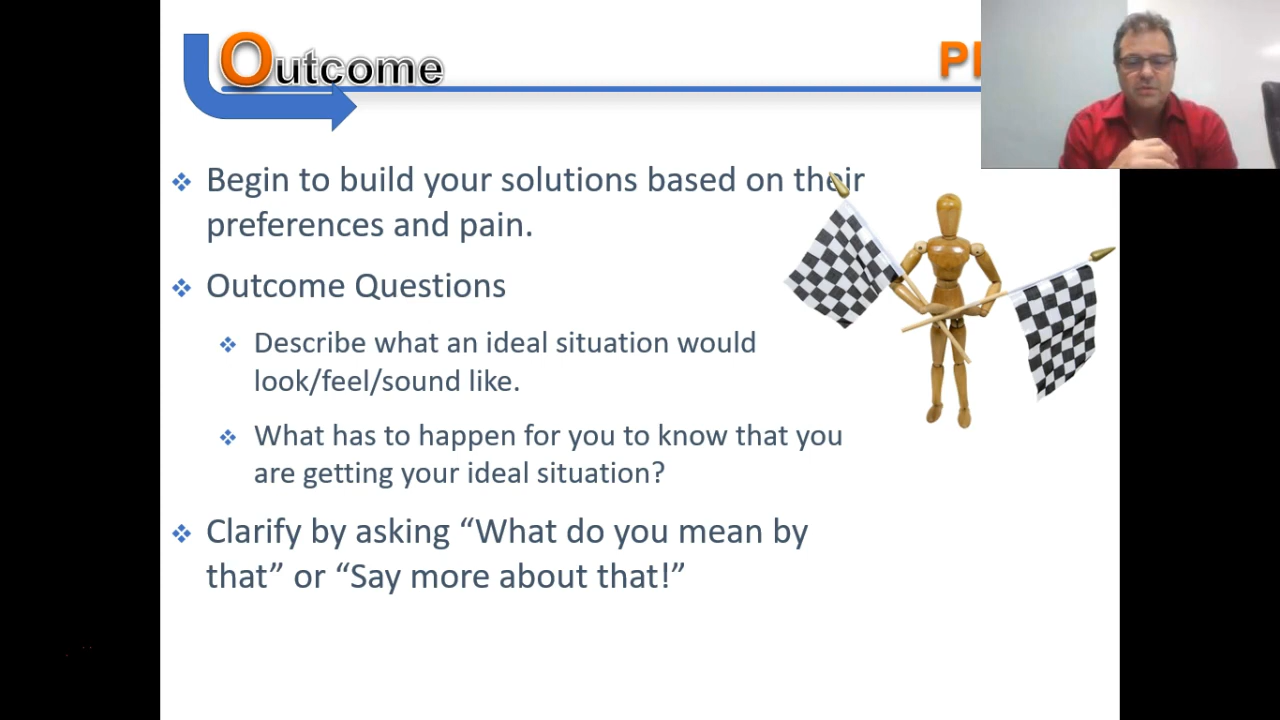 Outcome
Begin to build your solutions based on their
preferences and pain.
Outcome Questions
Describe what an ideal situation would
look/feel/sound like.
What has to happen for you to know that you
are getting your ideal situation?
Clarify by asking “What do you mean by
that” or “Say more about that!”